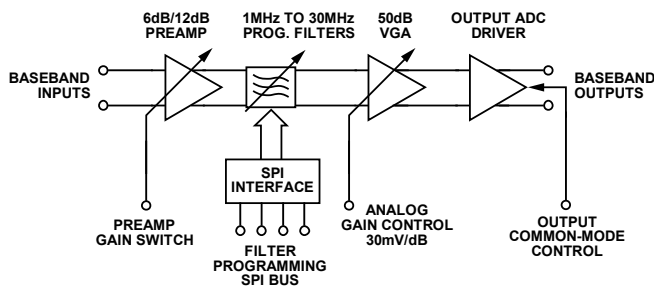 6dB/12dB
PREAMP
1MHz TO 30MHz
PROG. FILTERS
50dB
VGA
OUTPUT ADC
DRIVER
BASEBAND
INPUTS
BASEBAND
OUTPUTS
SPI
INTERFACE
PREAMP
GAIN SWITCH
FILTER
PROGRAMMING
SPI BUS
ANALOG
GAIN CONTROL
30mV/dB
OUTPUT
COMMON-MODE
CONTROL